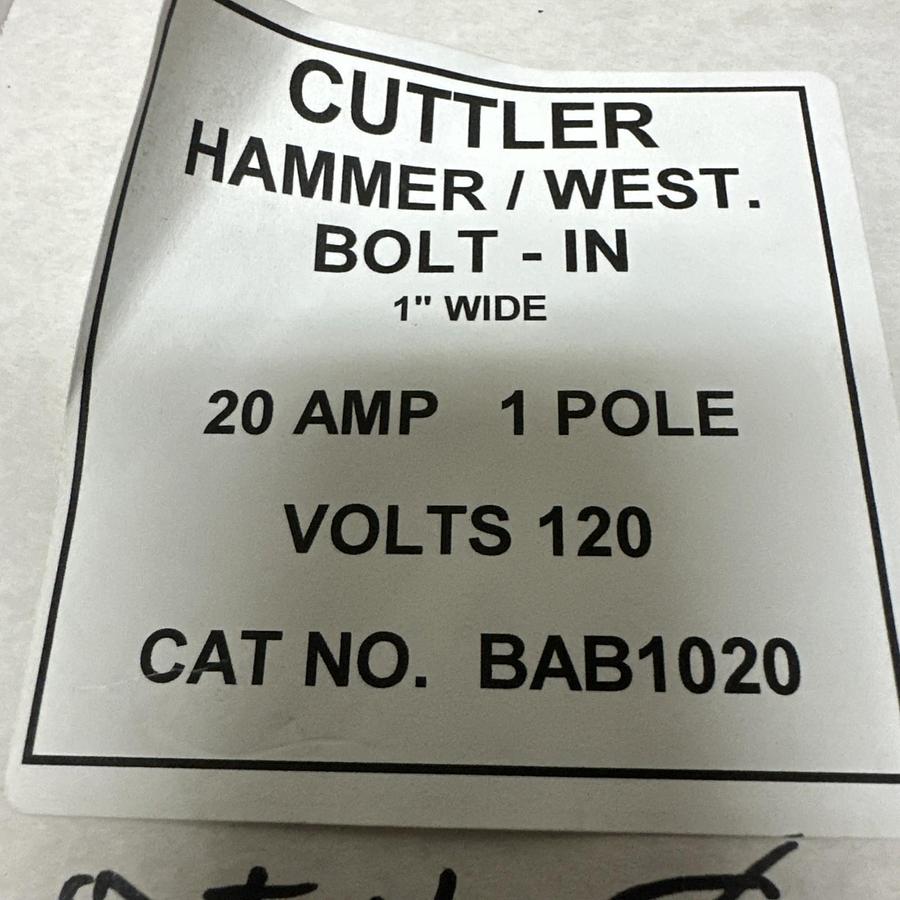 CUTTLER
HAMMER / WEST.
BOLT - IN
1" WIDE
20 AMP 1 POLE
VOLTS 120
CAT NO. BAB1020